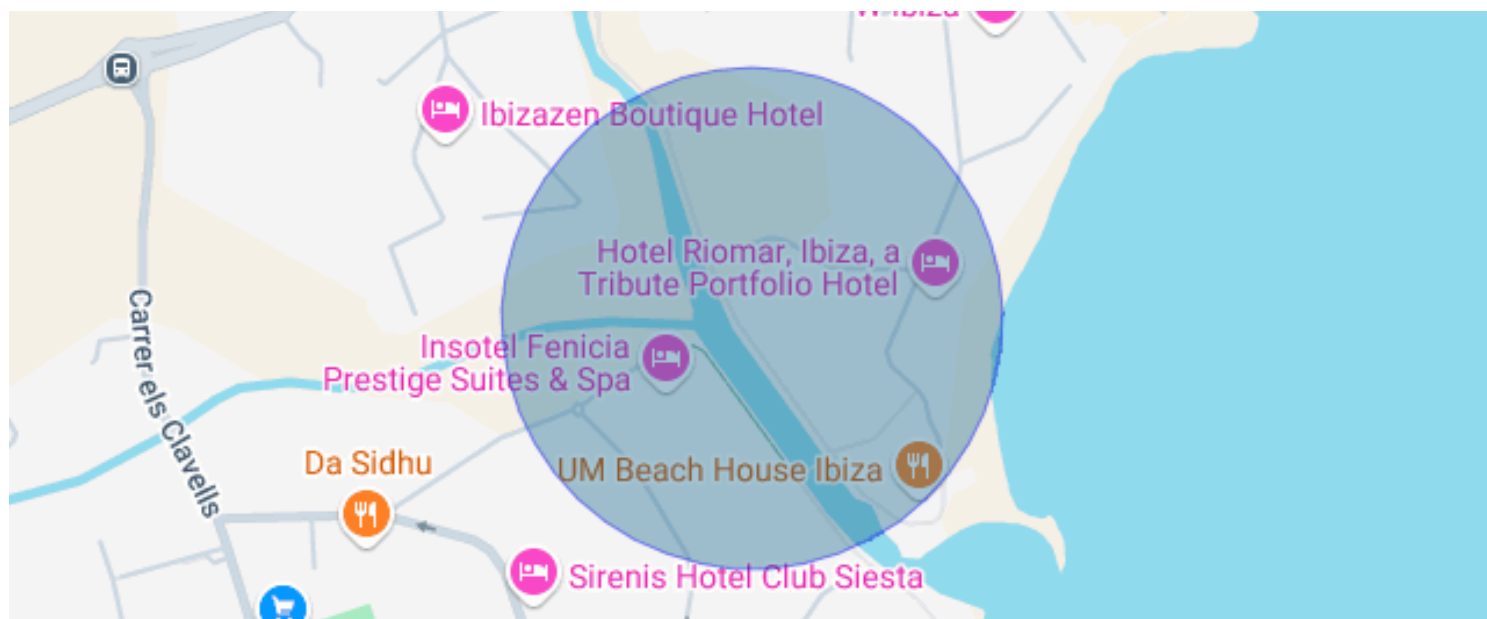 W Ibiza
Ibizazen Boutique Hotel
Hotel Riomar, Ibiza, a
Tribute Portfolio Hotel
Insotel Fenicia
Prestige Suites & Spa
Carrer els Clavells
Da Sidhu
UM Beach House Ibiza
Sirenis Hotel Club Siesta